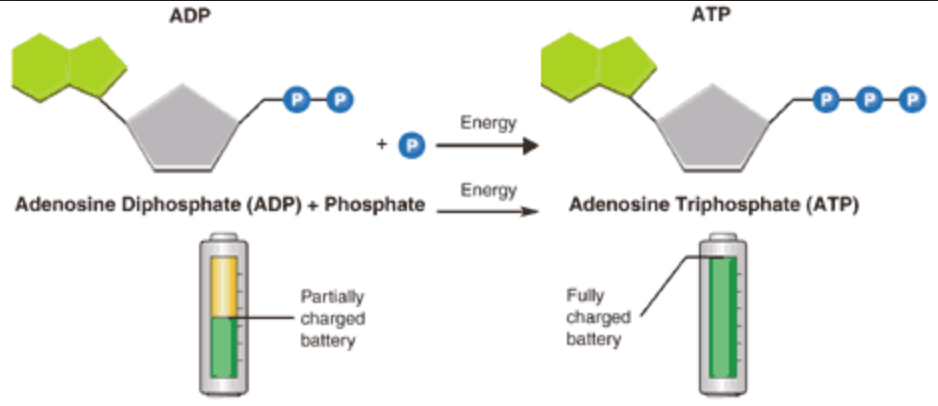 ADP
ATP
P P
P P P
+ P
Energy
Adenosine Diphosphate (ADP) + Phosphate
Energy
Adenosine Triphosphate (ATP)
Partially
charged
battery
Fully
charged
battery